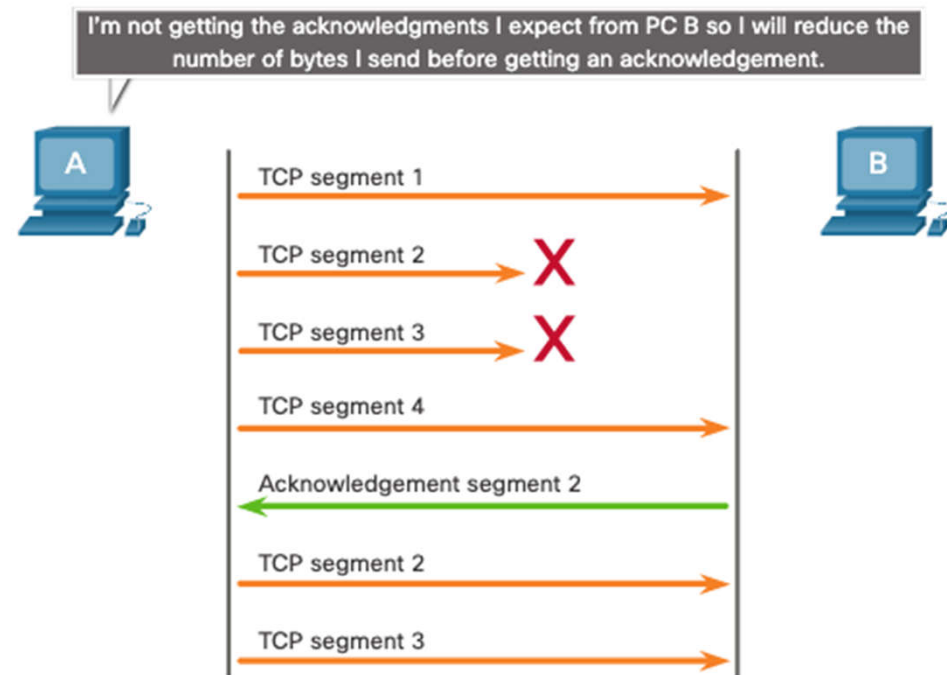 I'm not getting the acknowledgments I expect from PC B so I will reduce the
number of bytes I send before getting an acknowledgement.
A
B
TCP segment 1
TCP segment 2
X
TCP segment 3
X
TCP segment 4
Acknowledgement segment 2
TCP segment 2
TCP segment 3